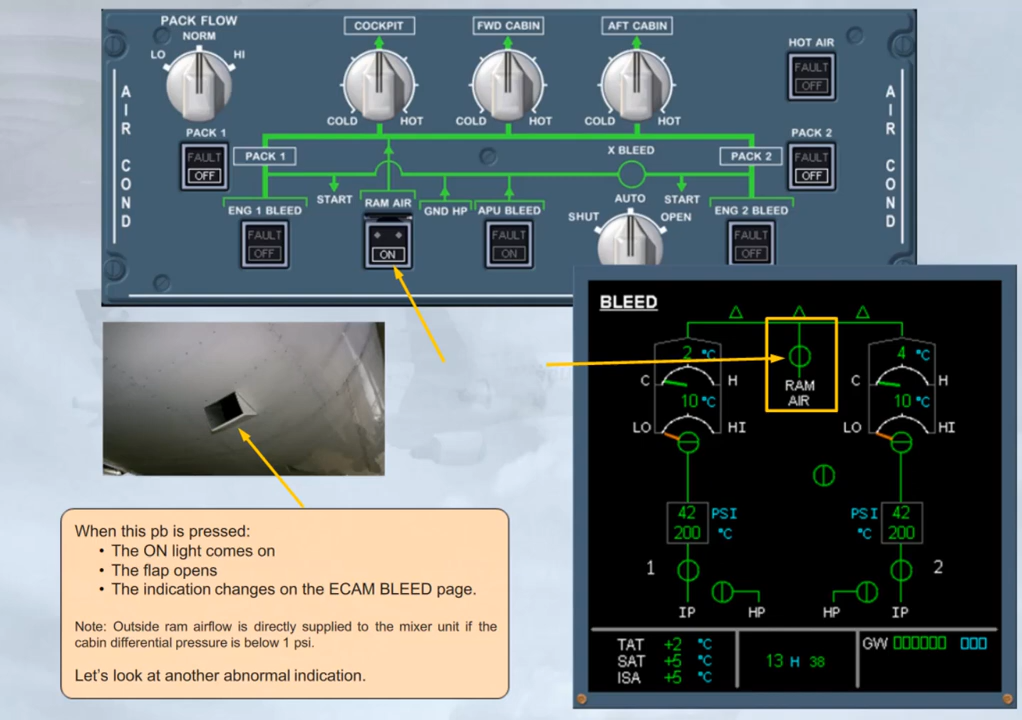 PACK FLOW
NORM
LO
HI
COCKPIT
FWD CABIN
AFT CABIN
HOT AIR
FAULT
OFF
COLD HOT
COLD HOT
COLD HOT
AIR COND
AIR COND
PACK 1
FAULT
OFF
PACK 1
X BLEED
PACK 2
PACK 2
FAULT
OFF
START
RAM AIR
GND HP
APU BLEED
AUTO
START
ENG 1 BLEED
FAULT
OFF
ON
FAULT
ON
SHUT
OPEN
ENG 2 BLEED
FAULT
OFF
BLEED
2 °C
4 °C
C H
RAM
AIR
C H
10 °C
10 °C
LO HI
LO HI
42 PSI
200 °C
PSI 42
°C 200
1
2
IP HP
HP IP
TAT +2 °C
SAT +5 °C
ISA +5 °C
13 H 38
GW
When this pb is pressed:
• The ON light comes on
• The flap opens
• The indication changes on the ECAM BLEED page.
Note: Outside ram airflow is directly supplied to the mixer unit if the
cabin differential pressure is below 1 psi.
Let's look at another abnormal indication.